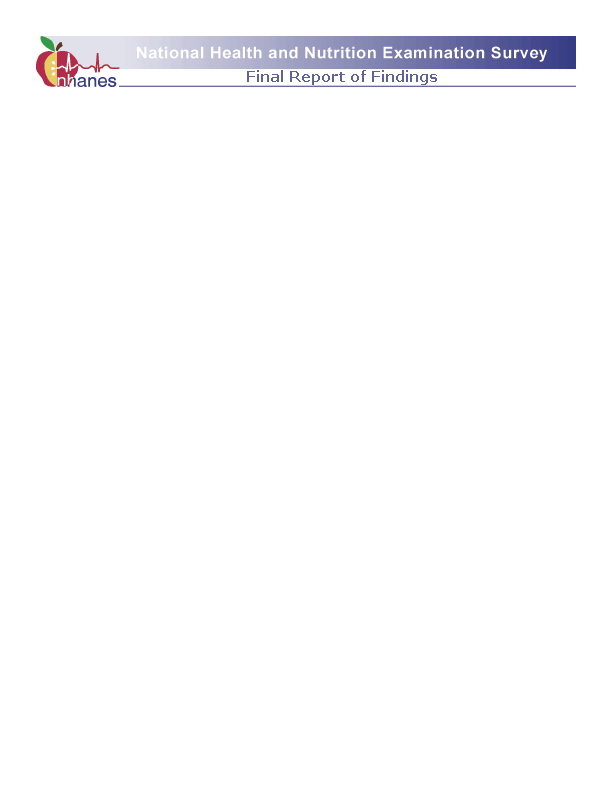 National Health and Nutrition Examination Survey
nhanes
Final Report of Findings